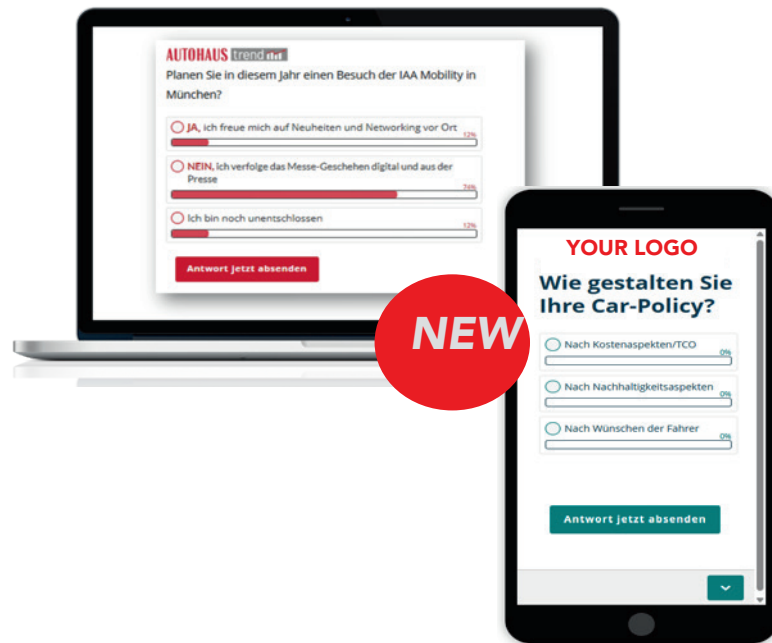 AUTOHAUS trend
Planen Sie in diesem Jahr einen Besuch der IAA Mobility in
München?
JA, ich freue mich auf Neuheiten und Networking vor Ort
12%
NEIN, ich verfolge das Messe-Geschehen digital und aus der
Presse
74%
Ich bin noch unentschlossen
12%
Antwort jetzt absenden
NEW
YOUR LOGO
Wie gestalten Sie
Ihre Car-Policy?
Nach Kostenaspekten/TCO
0%
Nach Nachhaltigkeitsaspekten
0%
Nach Wünschen der Fahrer
0%
Antwort jetzt absenden